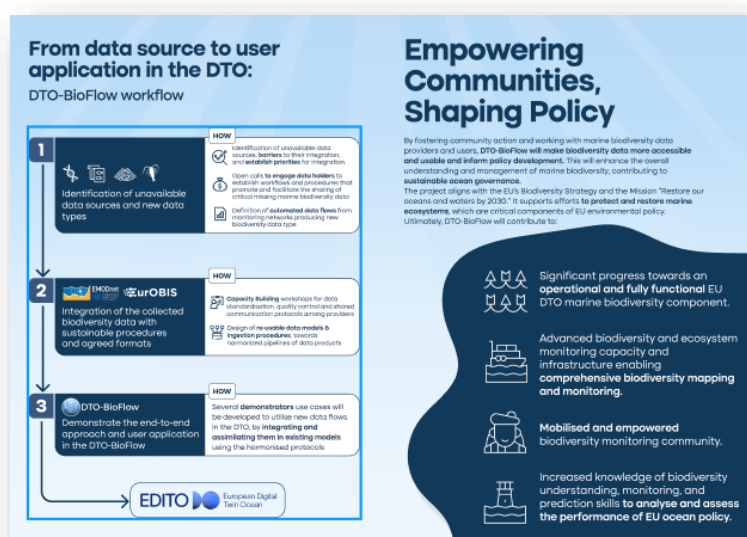 From data source to user
application in the DTO:
DTO-BioFlow workflow
1
Identification of unavailable
data sources and new data
types
HOW
Identification of unavailable data
sources, barriers to their integration,
and establish priorities for integration.
Open calls to engage data holders to
establish workflows and procedures that
promote and facilitate the sharing of
critical missing marine biodiversity data
Definition of automated data flows from
monitoring networks producing new
biodiversity data type
2
EMODnet
EurOBIS
Integration of the collected
biodiversity data with
sustainable procedures
and agreed formats
HOW
Capacity Building workshops for data
standardisation, quality control and shared
communication protocols among providers
Design of re-usable data models &
ingestion procedures, towards
harmonized pipelines of data products
3
DTO-BioFlow
Demonstrate the end-to-end
approach and user application
in the DTO-BioFlow
HOW
Several demonstrators use cases will
be developed to utilise new data flows
in the DTO, by integrating and
assimilating them in existing models
using the harmonised protocols
EDITO
European Digital
Twin Ocean
Empowering
Communities,
Shaping Policy
By fostering community action and working with marine biodiversity data
providers and users, DTO-BioFlow will make biodiversity data more accessible
and usable and inform policy development. This will enhance the overall
understanding and management of marine biodiversity, contributing to
sustainable ocean governance.
The project aligns with the EU's Biodiversity Strategy and the Mission "Restore our
oceans and waters by 2030." It supports efforts to protect and restore marine
ecosystems, which are critical components of EU environmental policy.
Ultimately, DTO-BioFlow will contribute to:
Significant progress towards an
operational and fully functional EU
DTO marine biodiversity component.
Advanced biodiversity and ecosystem
monitoring capacity and
infrastructure enabling
comprehensive biodiversity mapping
and monitoring.
Mobilised and empowered
biodiversity monitoring community.
Increased knowledge of biodiversity
understanding, monitoring, and
prediction skills to analyse and assess
the performance of EU ocean policy.